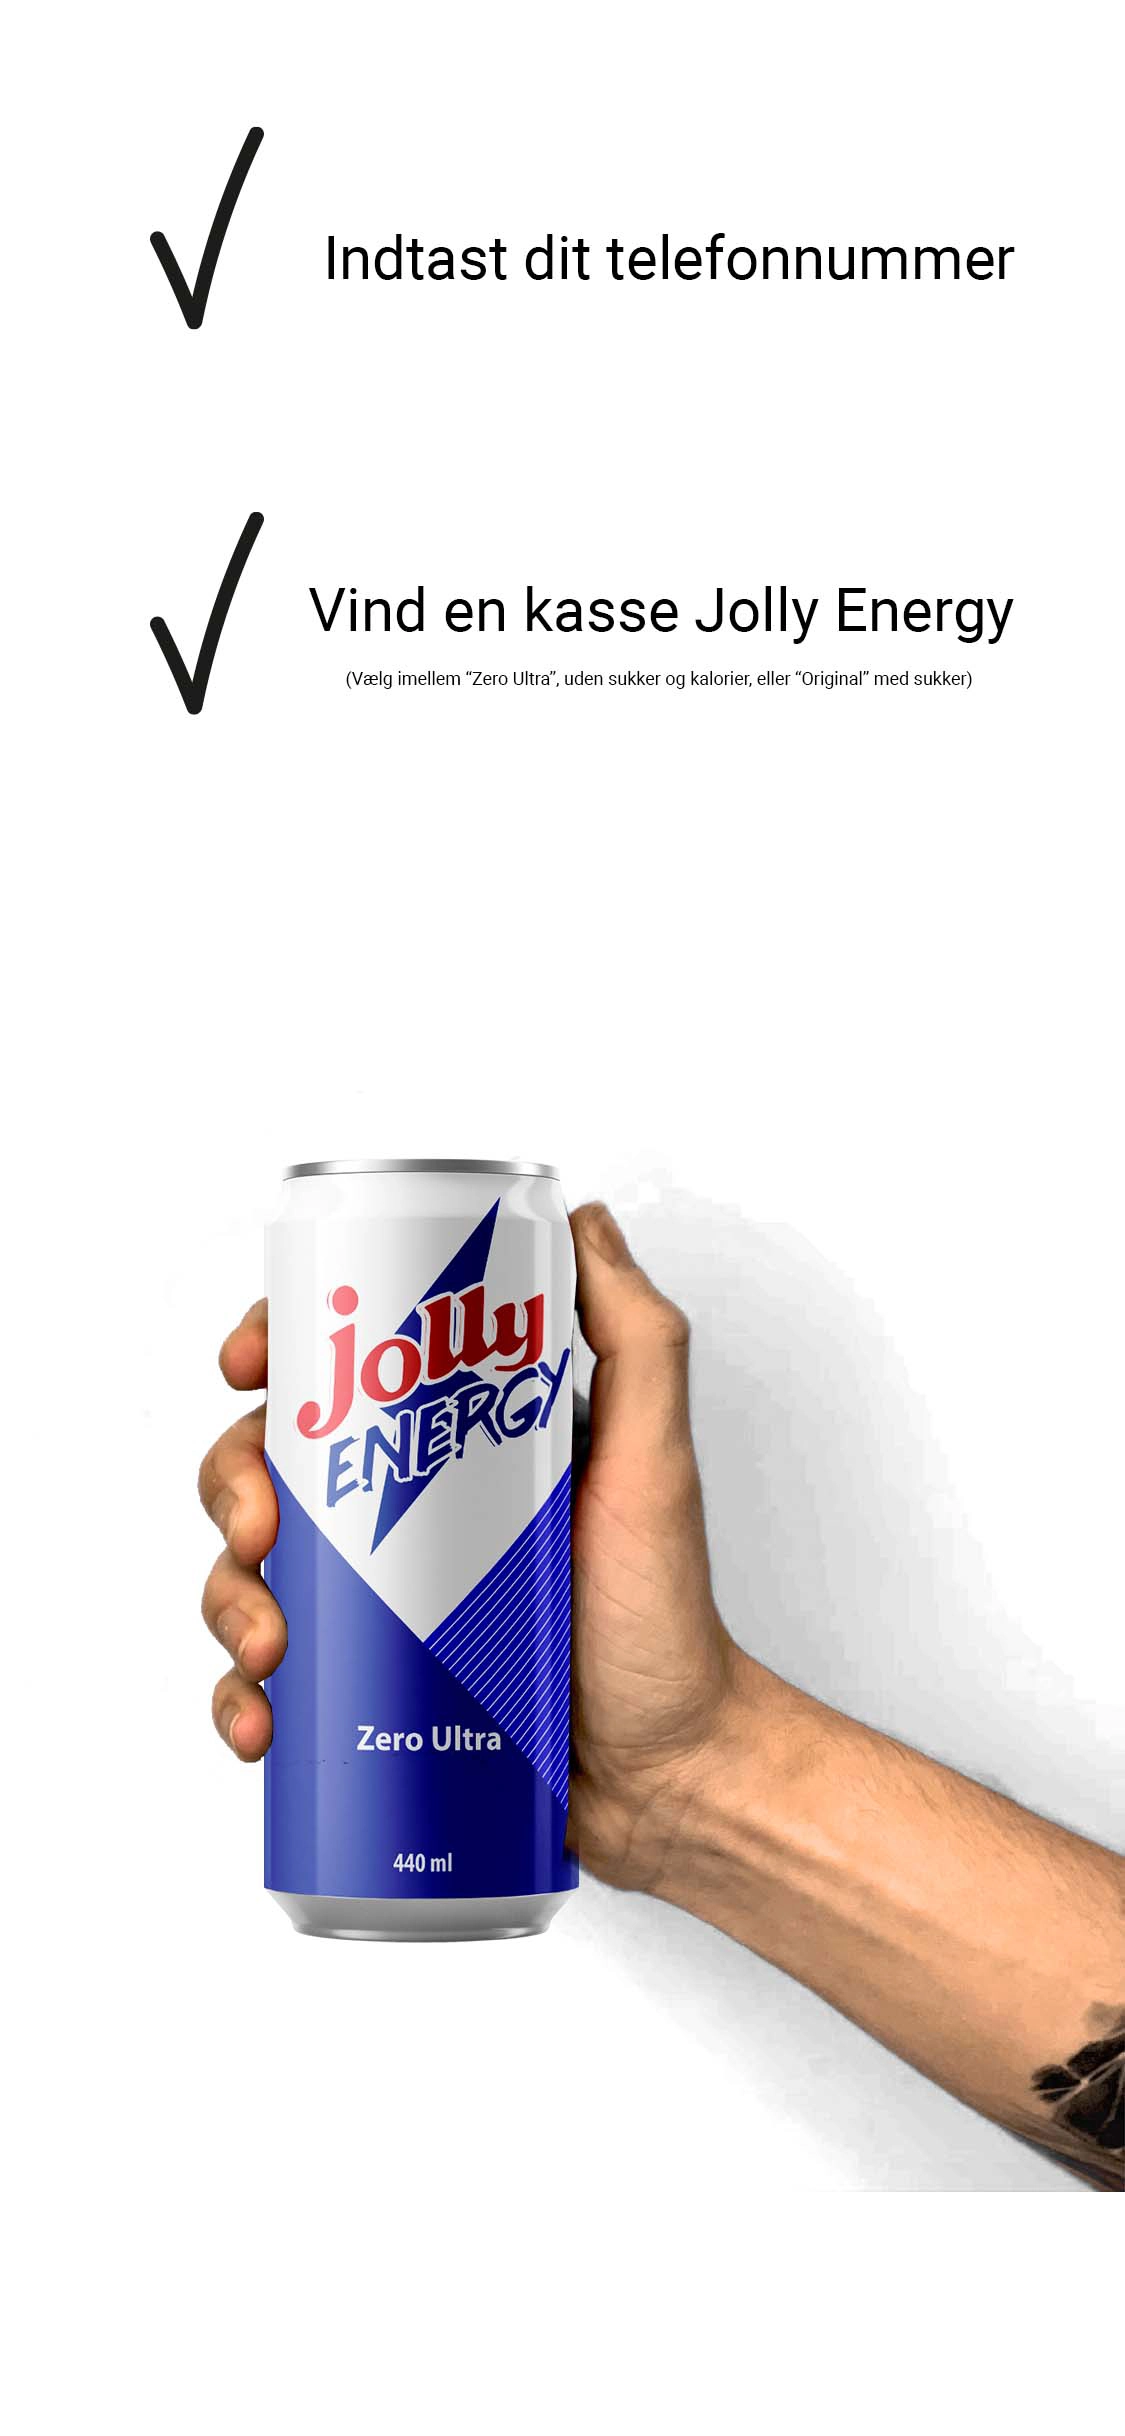 Indtast dit telefonnummer
Vind en kasse Jolly Energy
(Vælg imellem “Zero Ultra”, uden sukker og kalorier, eller “Original” med sukker)
jolly
ENERGY
Zero Ultra
440 ml